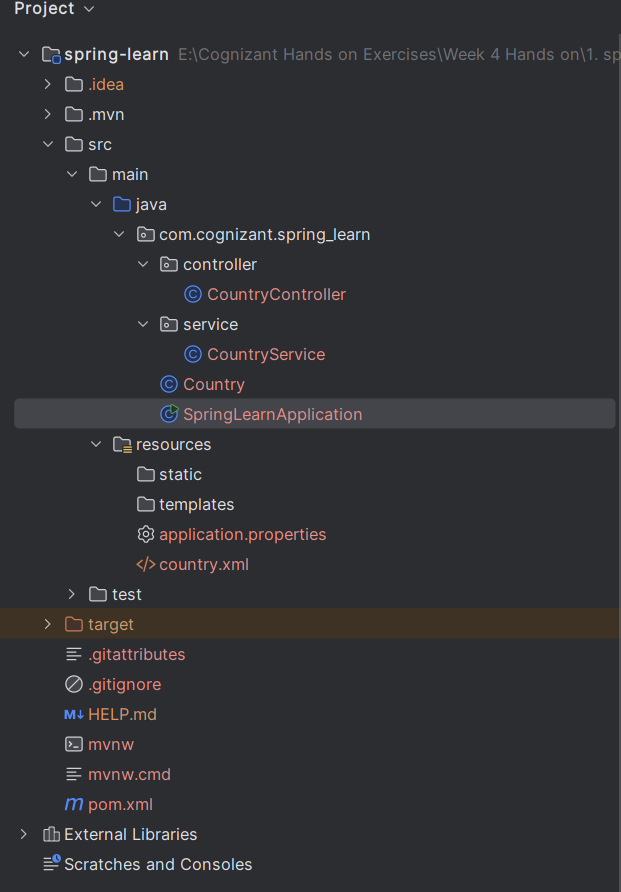 Project
spring-learn E:\Cognizant Hands on Exercises\Week 4 Hands on\1. sp
.idea
.mvn
src
main
java
com.cognizant.spring_learn
controller
CountryController
service
CountryService
Country
SpringLearnApplication
resources
static
templates
application.properties
country.xml
test
target
.gitattributes
.gitignore
HELP.md
mvnw
mvnw.cmd
pom.xml
External Libraries
Scratches and Consoles